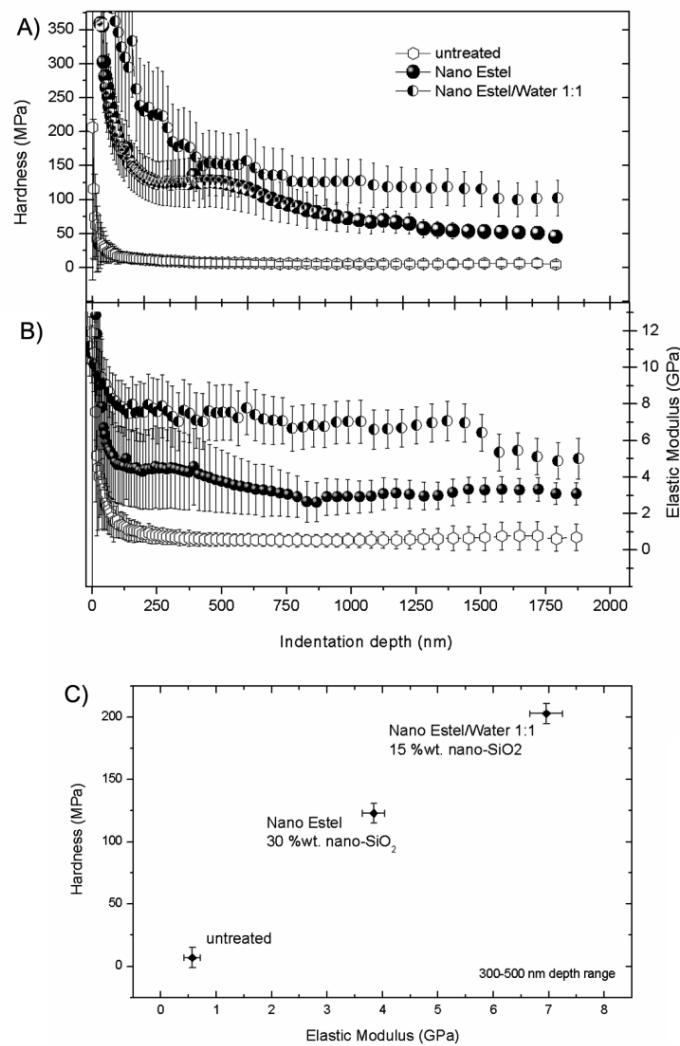 A)
350
300
250
200
150
100
50
0
Hardness (MPa)
untreated
Nano Estel
Nano Estel/Water 1:1
B)
12
10
8
6
4
2
0
Elastic Modulus (GPa)
0 250 500 750 1000 1250 1500 1750 2000
Indentation depth (nm)
C)
200
150
100
50
0
Hardness (MPa)
Nano Estel/Water 1:1
15 %wt. nano-SiO2
Nano Estel
30 %wt. nano-SiO₂
untreated
300-500 nm depth range
0 1 2 3 4 5 6 7 8
Elastic Modulus (GPa)